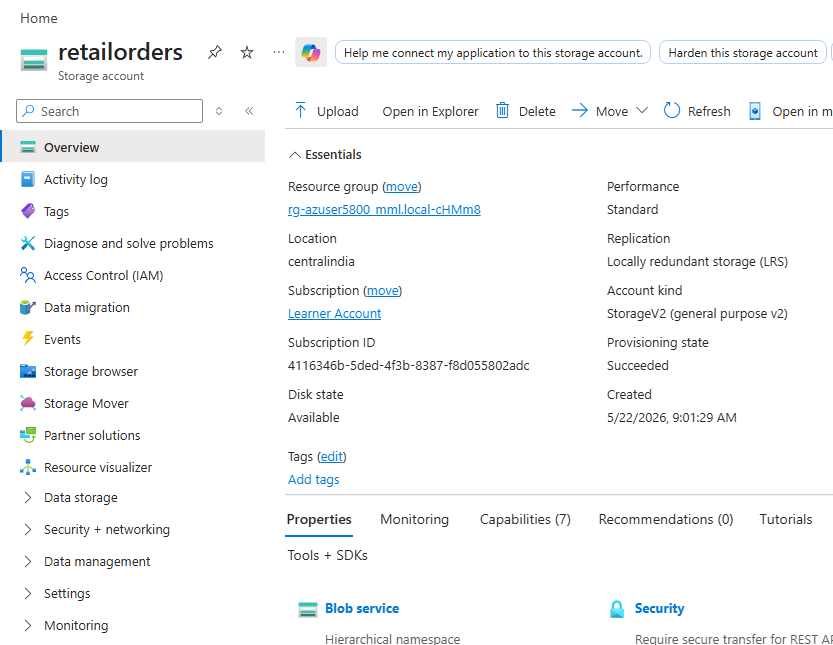 Home
retailorders
Storage account
Help me connect my application to this storage account.
Harden this storage account
Search
Upload
Open in Explorer
Delete
Move
Refresh
Open in m
Overview
Activity log
Tags
Diagnose and solve problems
Access Control (IAM)
Data migration
Events
Storage browser
Storage Mover
Partner solutions
Resource visualizer
Data storage
Security + networking
Data management
Settings
Monitoring
Essentials
Resource group (move)
rg-azuser5800_mml.local-cHMm8
Location
centralindia
Subscription (move)
Learner Account
Subscription ID
4116346b-5ded-4f3b-8387-f8d055802adc
Disk state
Available
Performance
Standard
Replication
Locally redundant storage (LRS)
Account kind
StorageV2 (general purpose v2)
Provisioning state
Succeeded
Created
5/22/2026, 9:01:29 AM
Tags (edit)
Add tags
Properties
Monitoring
Capabilities (7)
Recommendations (0)
Tutorials
Tools + SDKs
Blob service
Hierarchical namespace
Security
Require secure transfer for REST AP